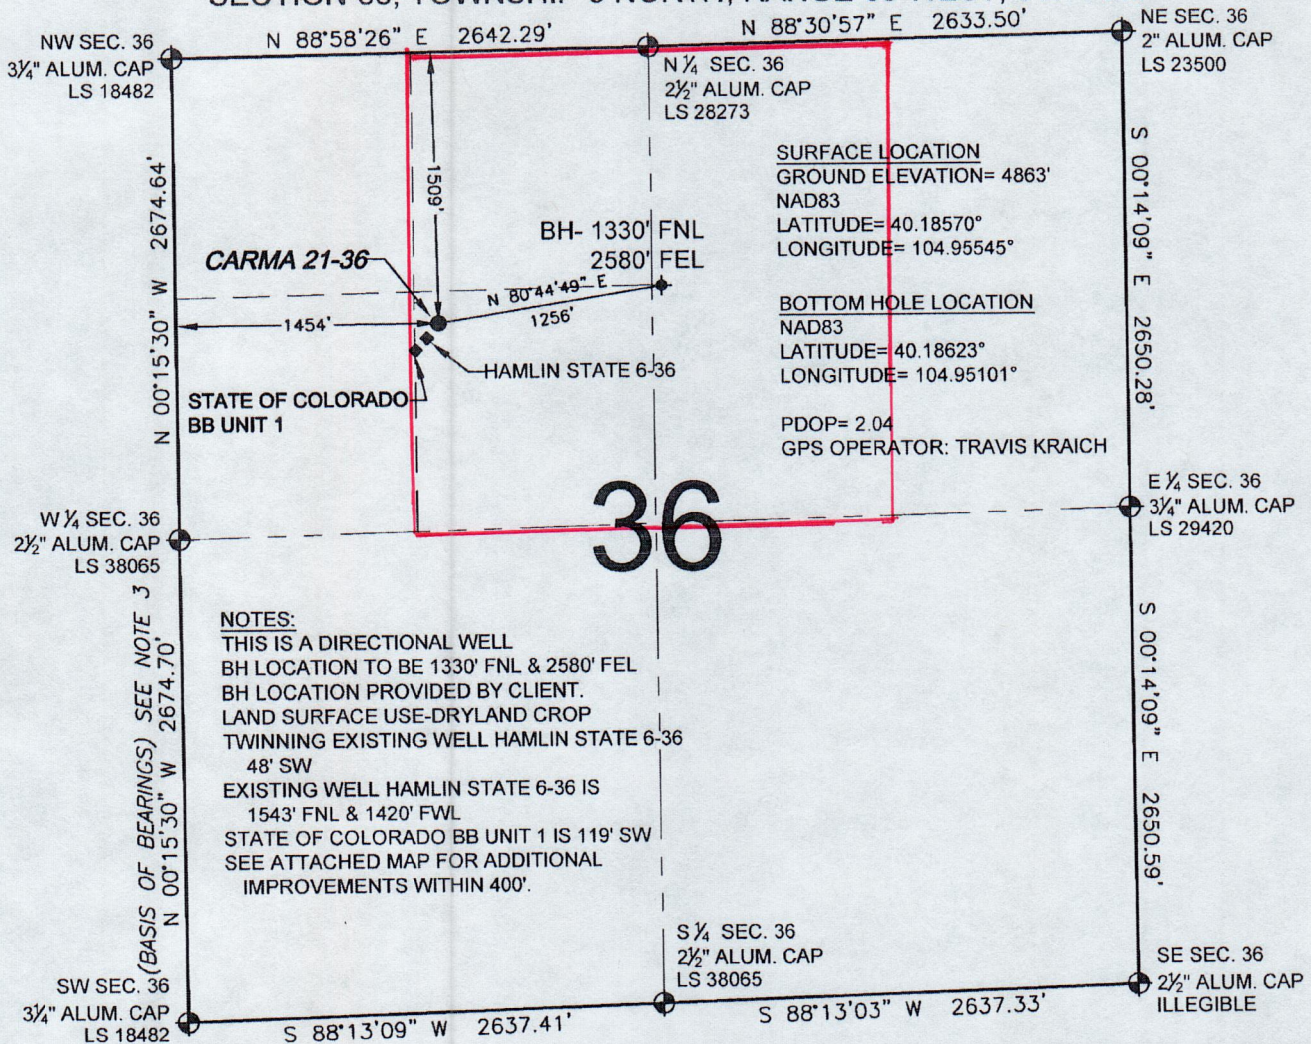 N 88°58'26" E 2642.29'
N 88°30'57" E 2633.50'
NW SEC. 36
3¼" ALUM. CAP
LS 18482
N ¼ SEC. 36
2½" ALUM. CAP
LS 28273
NE SEC. 36
2" ALUM. CAP
LS 23500
N 00°15'30" W 2674.64'
1509'
S 00°14'09" E 2650.28'
SURFACE LOCATION
GROUND ELEVATION= 4863'
NAD83
LATITUDE= 40.18570°
LONGITUDE= 104.95545°
BH- 1330' FNL
2580' FEL
CARMA 21-36
N 80°44'49" E
1256'
1454'
BOTTOM HOLE LOCATION
NAD83
LATITUDE= 40.18623°
LONGITUDE= 104.95101°
HAMLIN STATE 6-36
STATE OF COLORADO
BB UNIT 1
PDOP= 2.04
GPS OPERATOR: TRAVIS KRAICH
36
W ¼ SEC. 36
2½" ALUM. CAP
LS 38065
E ¼ SEC. 36
3¼" ALUM. CAP
LS 29420
(BASIS OF BEARINGS) SEE NOTE 3
N 00°15'30" W 2674.70'
S 00°14'09" E 2650.59'
NOTES:
THIS IS A DIRECTIONAL WELL
BH LOCATION TO BE 1330' FNL & 2580' FEL
BH LOCATION PROVIDED BY CLIENT.
LAND SURFACE USE-DRYLAND CROP
TWINNING EXISTING WELL HAMLIN STATE 6-36
48' SW
EXISTING WELL HAMLIN STATE 6-36 IS
1543' FNL & 1420' FWL
STATE OF COLORADO BB UNIT 1 IS 119' SW
SEE ATTACHED MAP FOR ADDITIONAL
IMPROVEMENTS WITHIN 400'.
SW SEC. 36
3¼" ALUM. CAP
LS 18482
S ¼ SEC. 36
2½" ALUM. CAP
LS 38065
SE SEC. 36
2½" ALUM. CAP
ILLEGIBLE
S 88°13'09" W 2637.41'
S 88°13'03" W 2637.33'